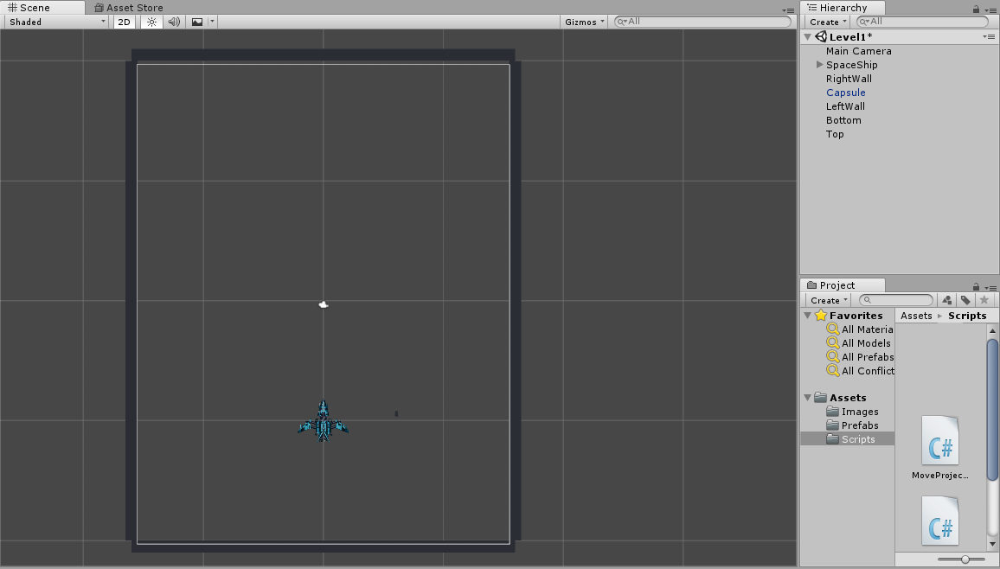 Scene
Asset Store
Shaded
2D
Gizmos
All
Hierarchy
Create
All
Level1*
Main Camera
SpaceShip
RightWall
Capsule
LeftWall
Bottom
Top
Project
Create
Favorites
All Materia
All Models
All Prefabs
All Conflict
Assets
Images
Prefabs
Scripts
Assets Scripts
C#
MoveProjec...
C#